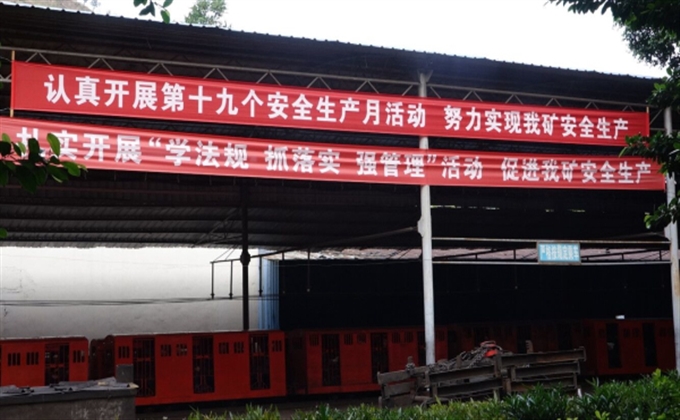 认真开展第十九个安全生产月活动 努力实现我矿安全生产
扎实开展“学法规 抓落实 强管理”活动 促进我矿安全生产